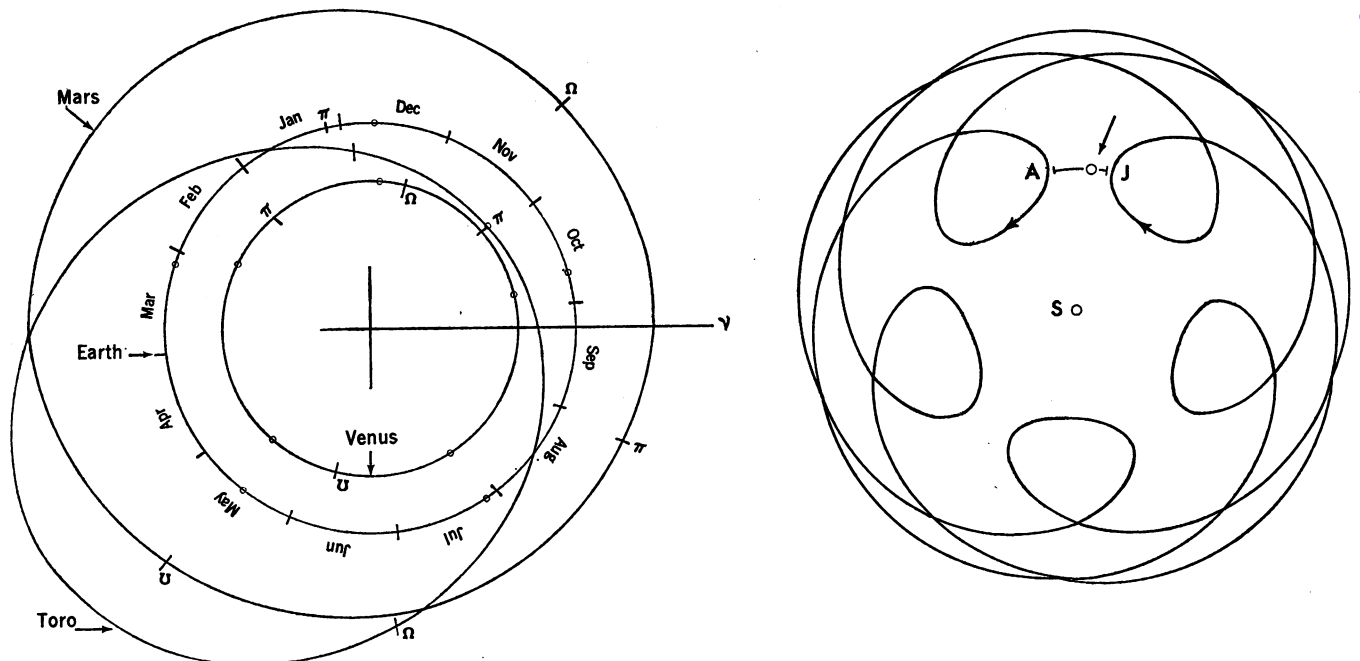 Mars
Ω
Dec
π
Jan
Nov
Feb
π
Ω
π
Oct
Mar
Earth
ν
Sep
Apr
Venus
Aug
π
℧
May
Jun
Jul
℧
Toro
Ω
A
J
S